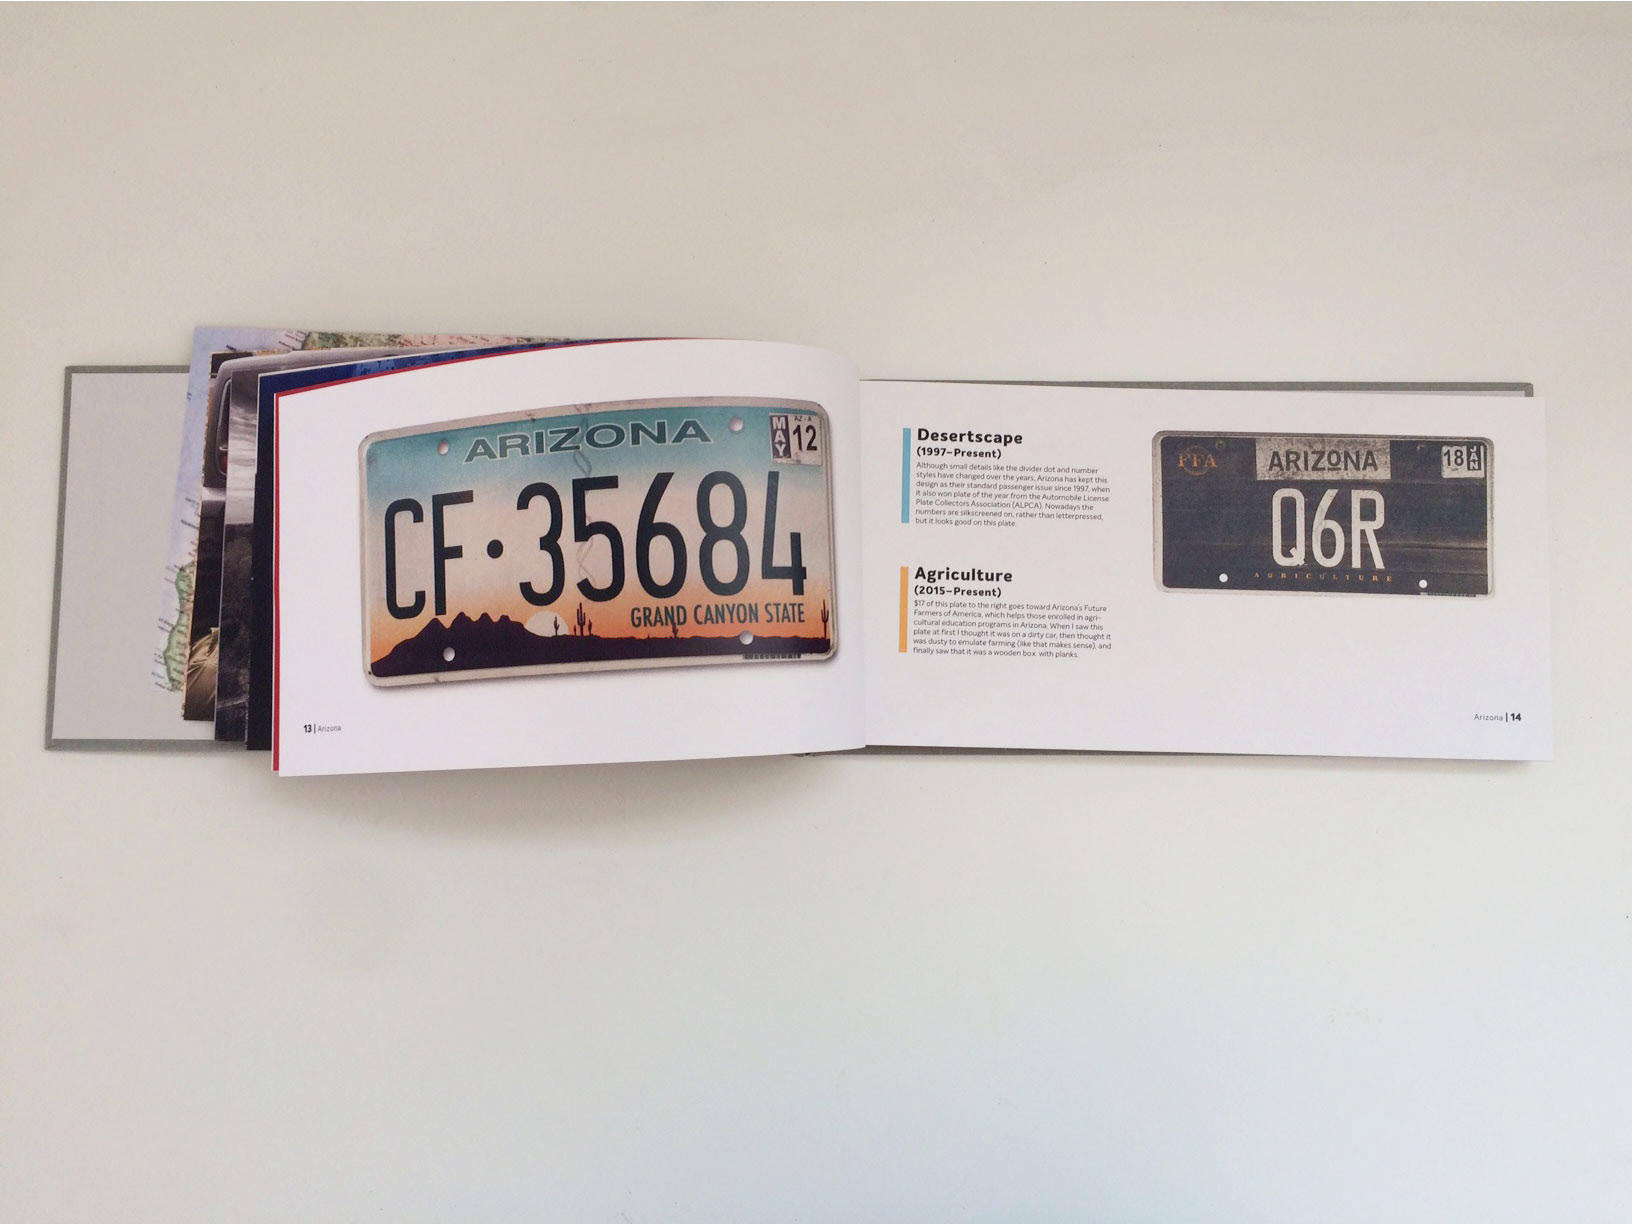 ARIZONA
MAY
AZ-A
12
CF·35684
GRAND CANYON STATE
13 | Arizona
Desertscape
(1997–Present)
Although small details like the divider dot and number
styles have changed over the years, Arizona has kept this
design as their standard passenger issue since 1997, when
it also won plate of the year from the Automobile License
Plate Collectors Association (ALPCA). Nowadays the
numbers are silkscreened on, rather than letterpressed,
but it looks good on this plate.
Agriculture
(2015–Present)
$17 of this plate to the right goes toward Arizona's Future
Farmers of America, which helps those enrolled in agri-
cultural education programs in Arizona. When I saw this
plate at first I thought it was on a dirty car, then thought it
was dusty to emulate farming (like that makes sense), and
finally saw that it was a wooden box with planks.
FFA
ARIZONA
18 JAN
Q6R
AGRICULTURE
Arizona | 14